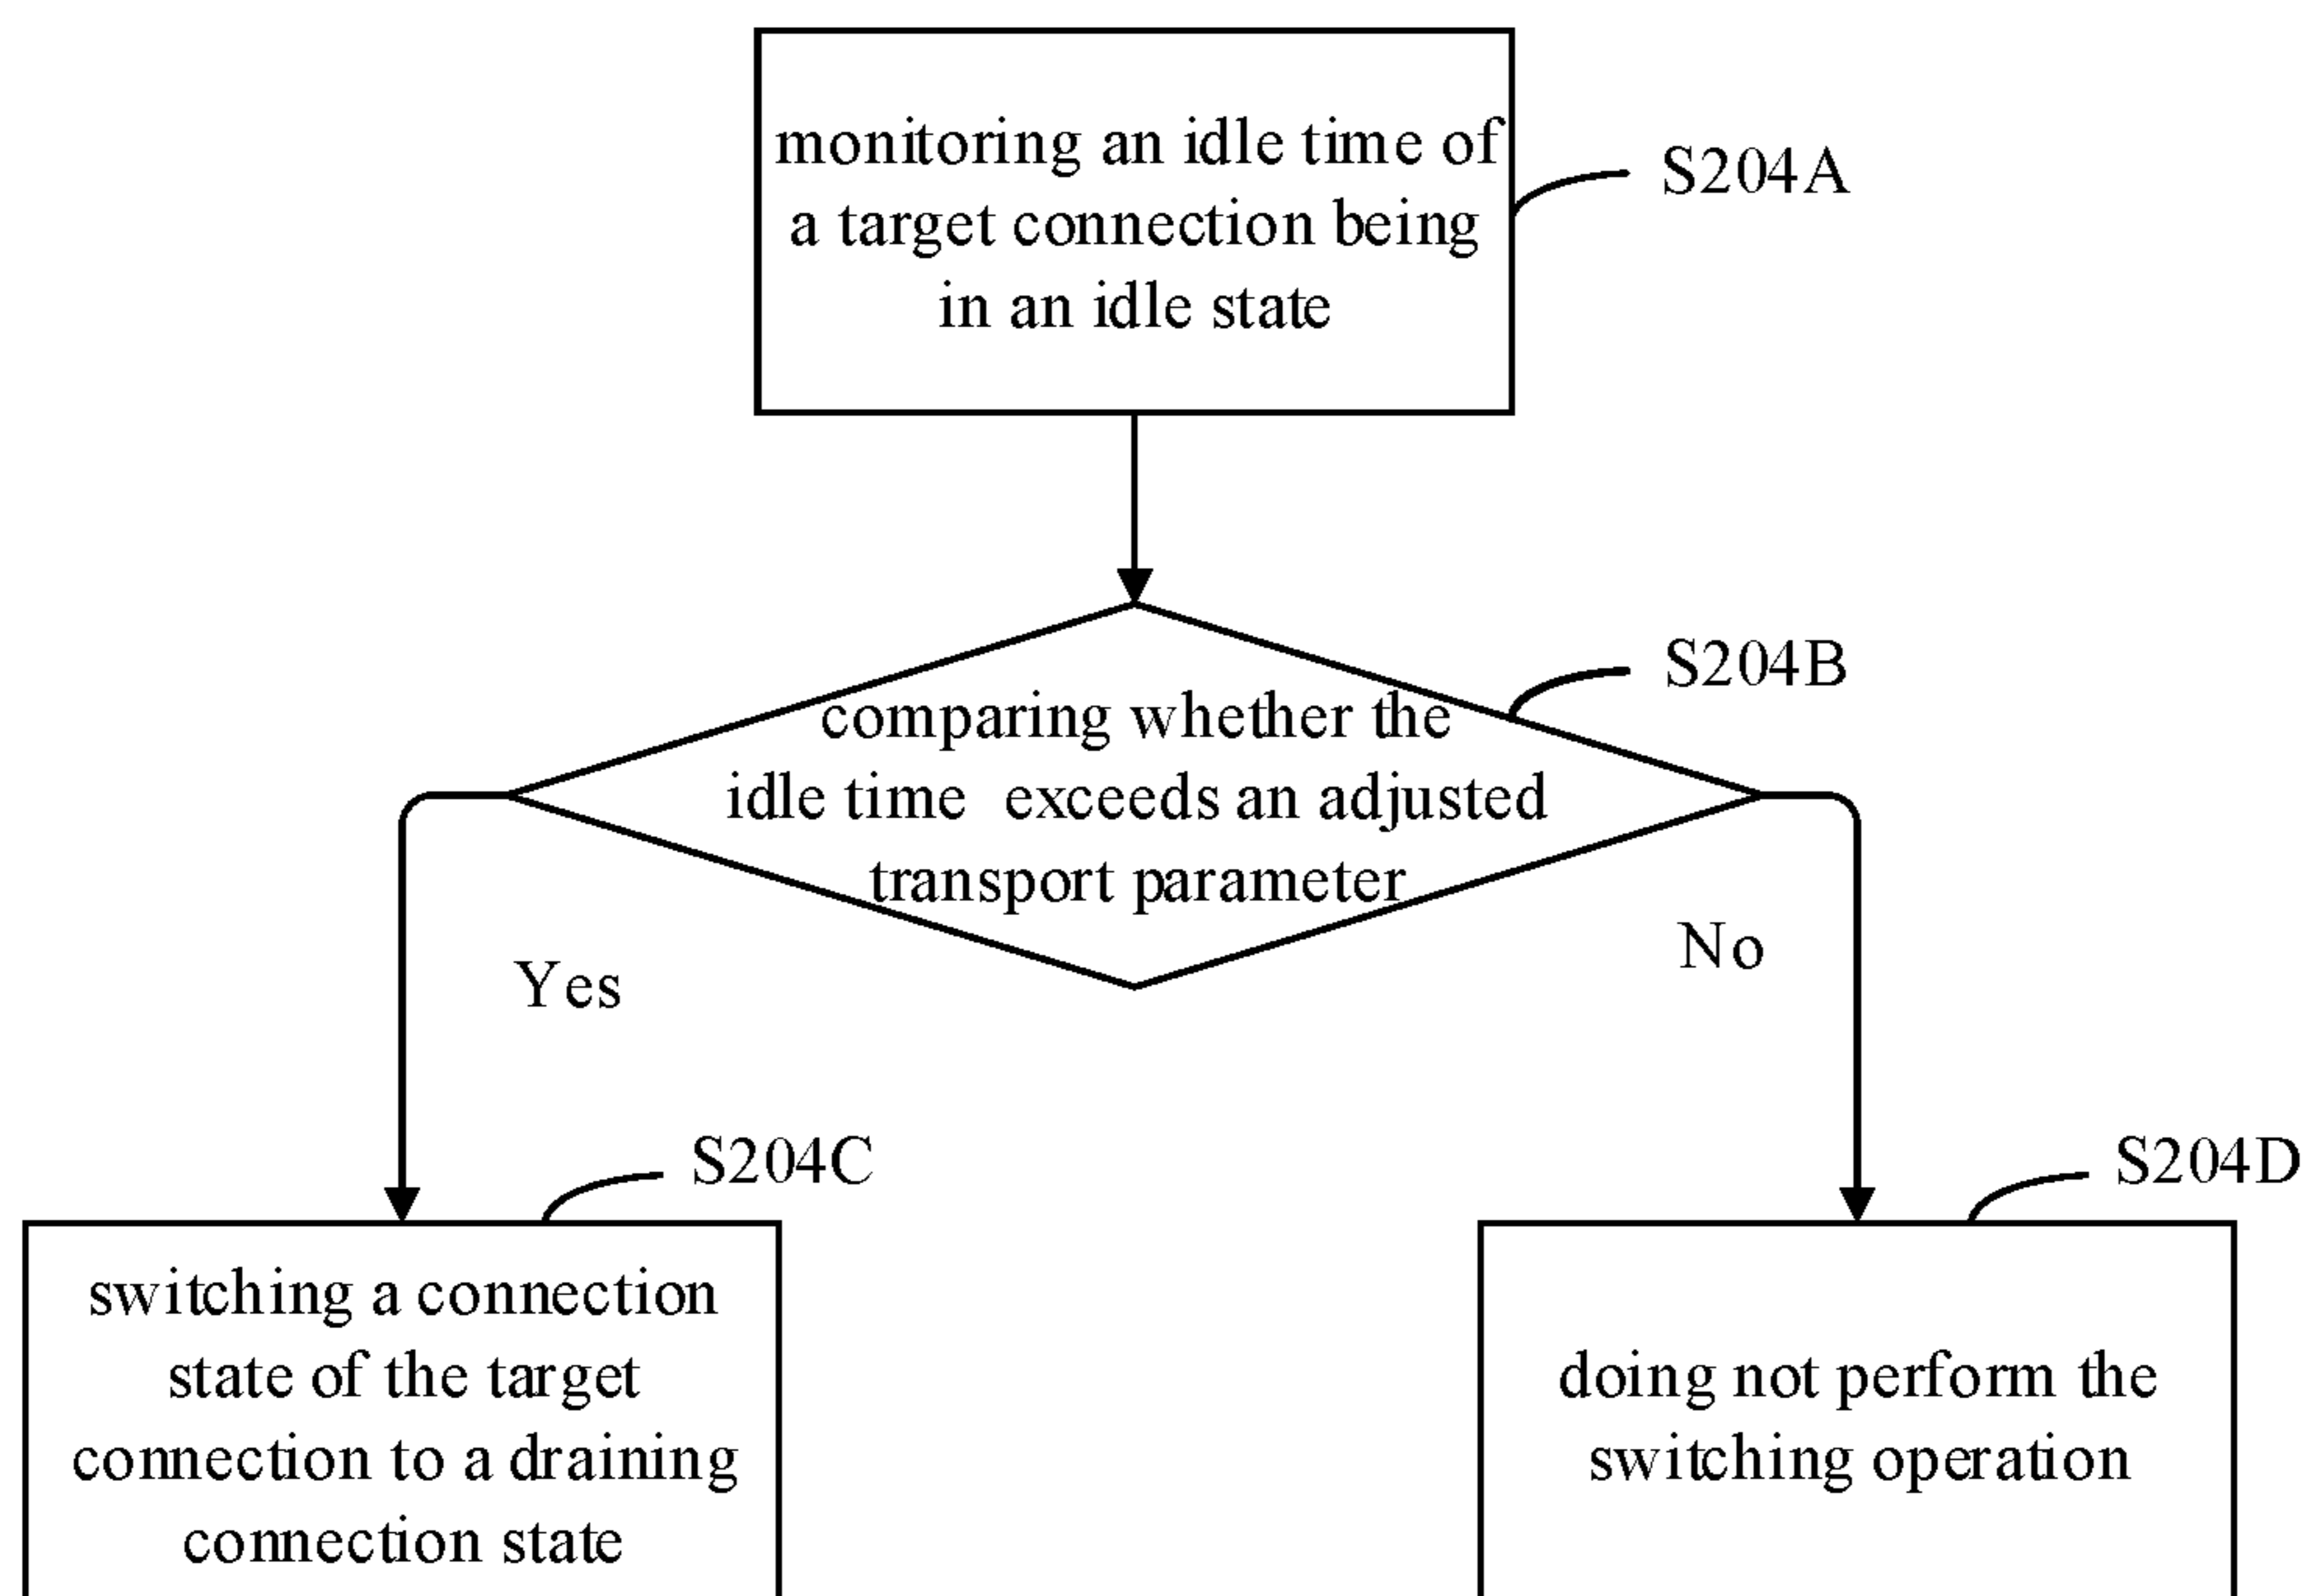 monitoring an idle time of
a target connection being
in an idle state
S204A
comparing whether the
idle time exceeds an adjusted
transport parameter
S204B
Yes
No
S204C
switching a connection
state of the target
connection to a draining
connection state
S204D
doing not perform the
switching operation